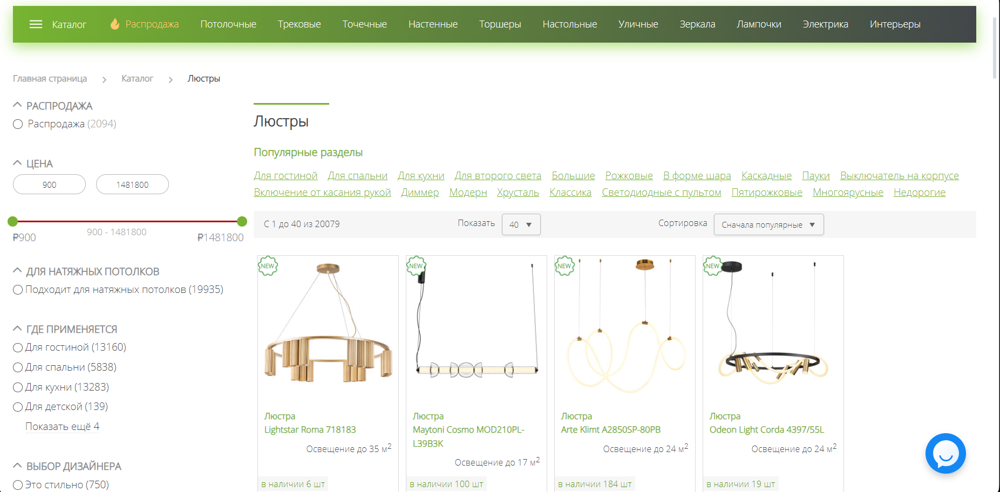 Каталог
Распродажа
Потолочные
Трековые
Точечные
Настенные
Торшеры
Настольные
Уличные
Зеркала
Лампочки
Электрика
Интерьеры
Главная страница
Каталог
Люстры
РАСПРОДАЖА
Распродажа (2094)
ЦЕНА
900
1481800
900 - 1481800
₽900
₽1481800
ДЛЯ НАТЯЖНЫХ ПОТОЛКОВ
Подходит для натяжных потолков (19935)
ГДЕ ПРИМЕНЯЕТСЯ
Для гостиной (13160)
Для спальни (5838)
Для кухни (13283)
Для детской (139)
Показать ещё 4
ВЫБОР ДИЗАЙНЕРА
Это стильно (750)
Люстры
Популярные разделы
Для гостиной Для спальни Для кухни Для второго света Большие Рожковые В форме шара Каскадные Пауки Выключатель на корпусе
Включение от касания рукой Диммер Модерн Хрусталь Классика Светодиодные с пультом Пятирожковые Многоярусные Недорогие
С 1 до 40 из 20079
Показать
40
Сортировка
Сначала популярные
NEW
Люстра
Lightstar Roma 718183
Освещение до 35 м²
в наличии 6 шт
NEW
Люстра
Maytoni Cosmo MOD210PL-
L39B3K
Освещение до 17 м²
в наличии 100 шт
NEW
Люстра
Arte Klimt A2850SP-80PB
Освещение до 24 м²
в наличии 184 шт
NEW
Люстра
Odeon Light Corda 4397/55L
Освещение до 24 м²
в наличии 19 шт